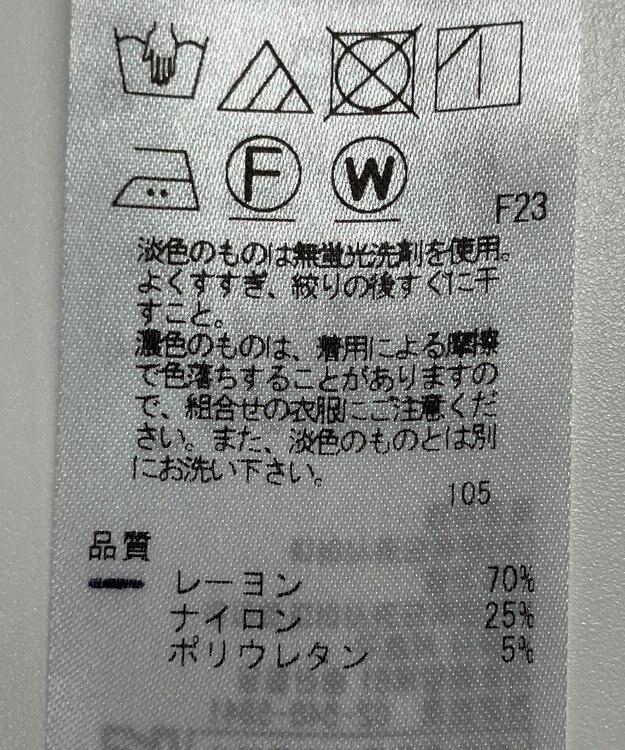 F
W
F23
淡色のものは無蛍光洗剤を使用。
よくすすぎ、絞りの後すぐに干
すこと。
濃色のものは、着用による摩擦
で色落ちすることがありますの
で、組合せの衣服にご注意くだ
さい。また、淡色のものとは別
にお洗い下さい。
105
品質
レーヨン 70%
ナイロン 25%
ポリウレタン 5%